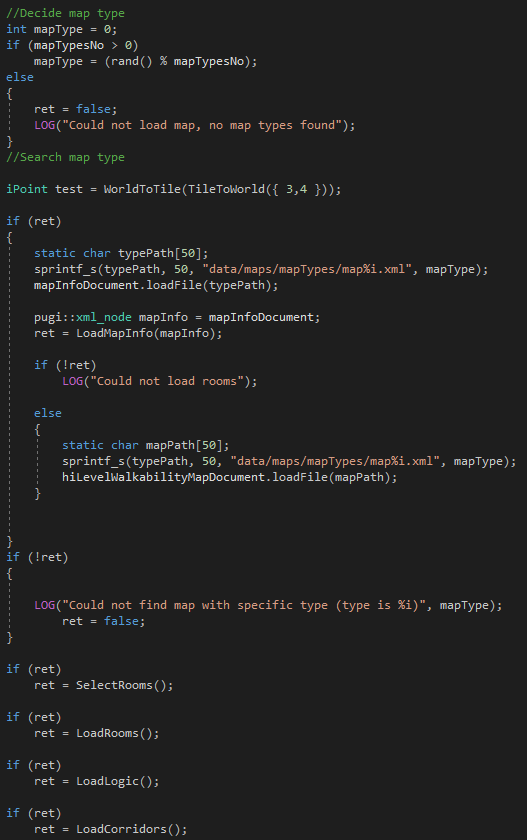 //Decide map type
int mapType = 0;
if (mapTypesNo > 0)
    mapType = (rand() % mapTypesNo);
else
{
    ret = false;
    LOG("Could not load map, no map types found");
}
//Search map type

iPoint test = WorldToTile(TileToWorld({ 3,4 }));

if (ret)
{
    static char typePath[50];
    sprintf_s(typePath, 50, "data/maps/mapTypes/map%i.xml", mapType);
    mapInfoDocument.loadFile(typePath);

    pugi::xml_node mapInfo = mapInfoDocument;
    ret = LoadMapInfo(mapInfo);

    if (!ret)
        LOG("Could not load rooms");

    else
    {
        static char mapPath[50];
        sprintf_s(typePath, 50, "data/maps/mapTypes/map%i.xml", mapType);
        hiLevelWalkabilityMapDocument.loadFile(mapPath);
    }


}
if (!ret)
{

    LOG("Could not find map with specific type (type is %i)", mapType);
        ret = false;
}

if (ret)
    ret = SelectRooms();

if (ret)
    ret = LoadRooms();

if (ret)
    ret = LoadLogic();

if (ret)
    ret = LoadCorridors();